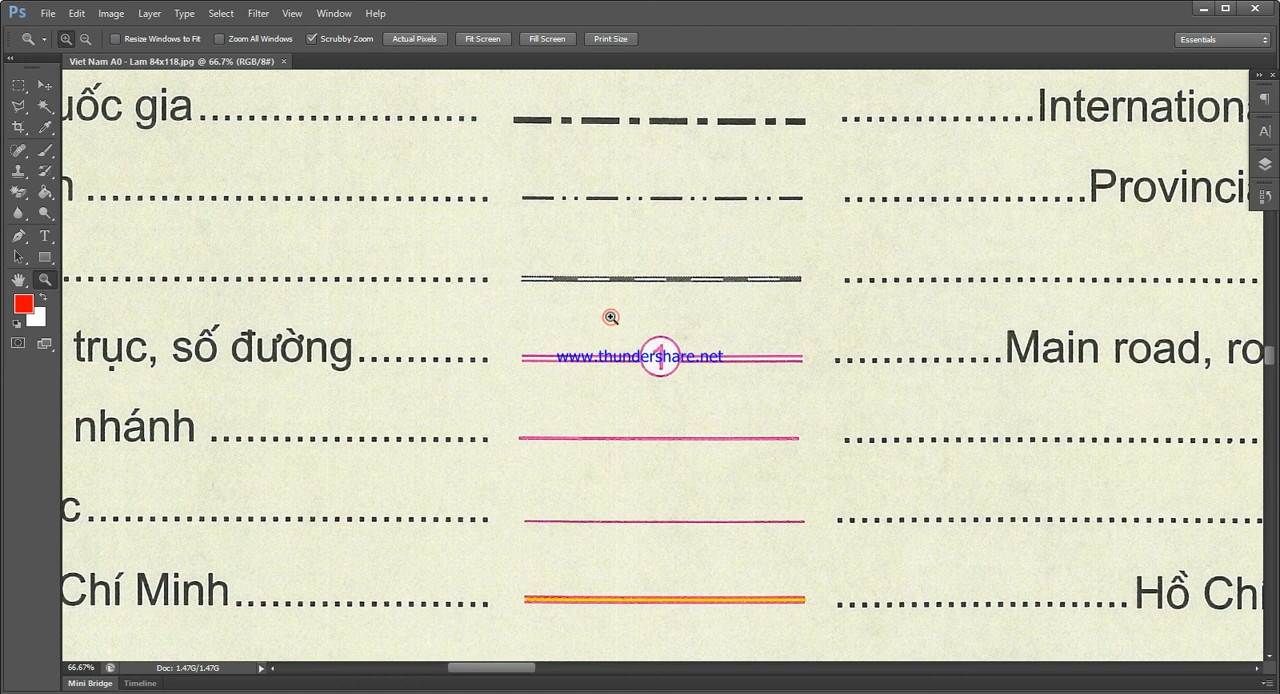 Ps File Edit Image Layer Type Select Filter View Window Help
Resize Windows to Fit Zoom All Windows Scrubby Zoom Actual Pixels Fit Screen Fill Screen Print Size Essentials
Viet Nam A0 - Lam 84x118.jpg @ 66.7% (RGB/8#) ×
uốc gia................................ ................Internationa
.................................. .....................Provincia
.................................. ..................................
trục, số đường........... www.thundershare.net 1 ..............Main road, ro
nhánh ....................... ..................................
c.................................. ..................................
Chí Minh..................... ........................Hồ Chí
66.67% Doc: 1.47G/1.47G
Mini Bridge Timeline